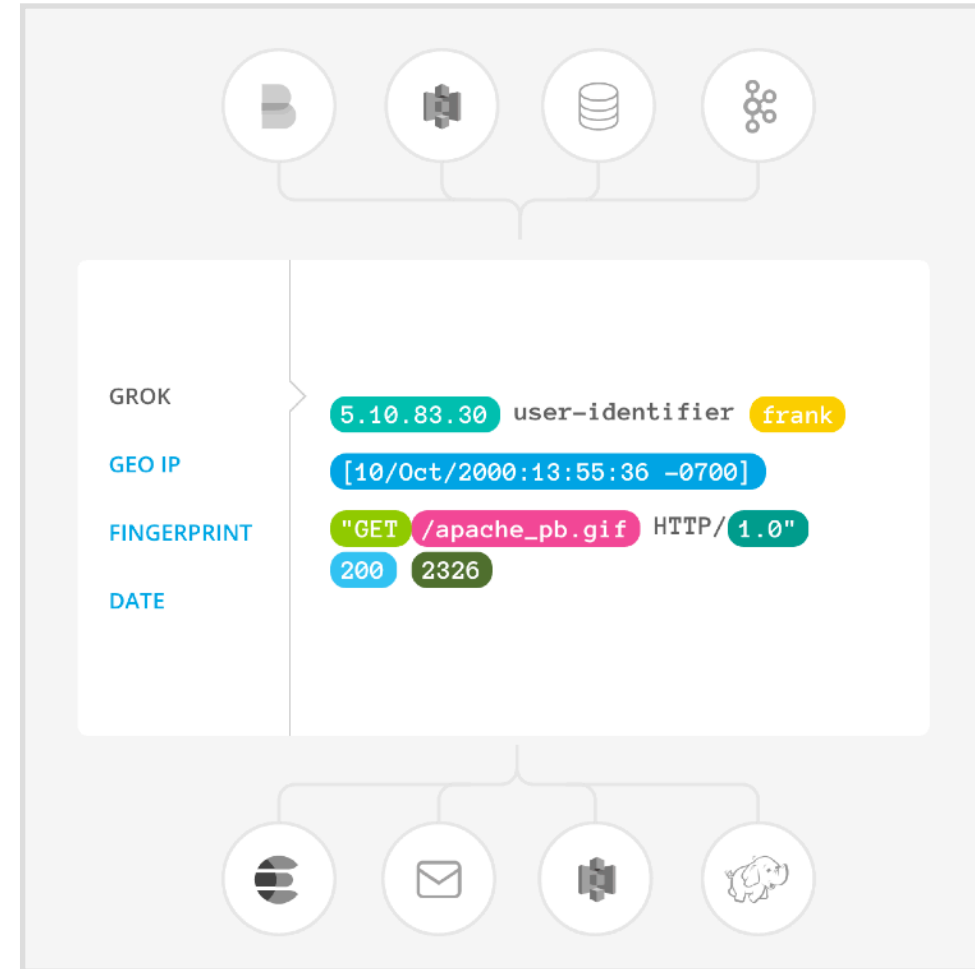 GROK
GEO IP
FINGERPRINT
DATE
5.10.83.30 user-identifier frank
[10/Oct/2000:13:55:36 -0700]
"GET /apache_pb.gif HTTP/1.0"
200 2326